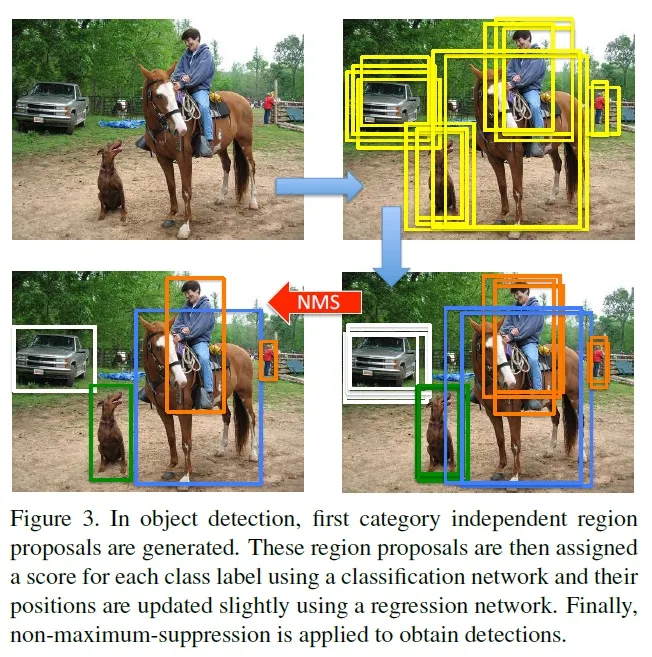 NMS
Figure 3. In object detection, first category independent region
proposals are generated. These region proposals are then assigned
a score for each class label using a classification network and their
positions are updated slightly using a regression network. Finally,
non-maximum-suppression is applied to obtain detections.